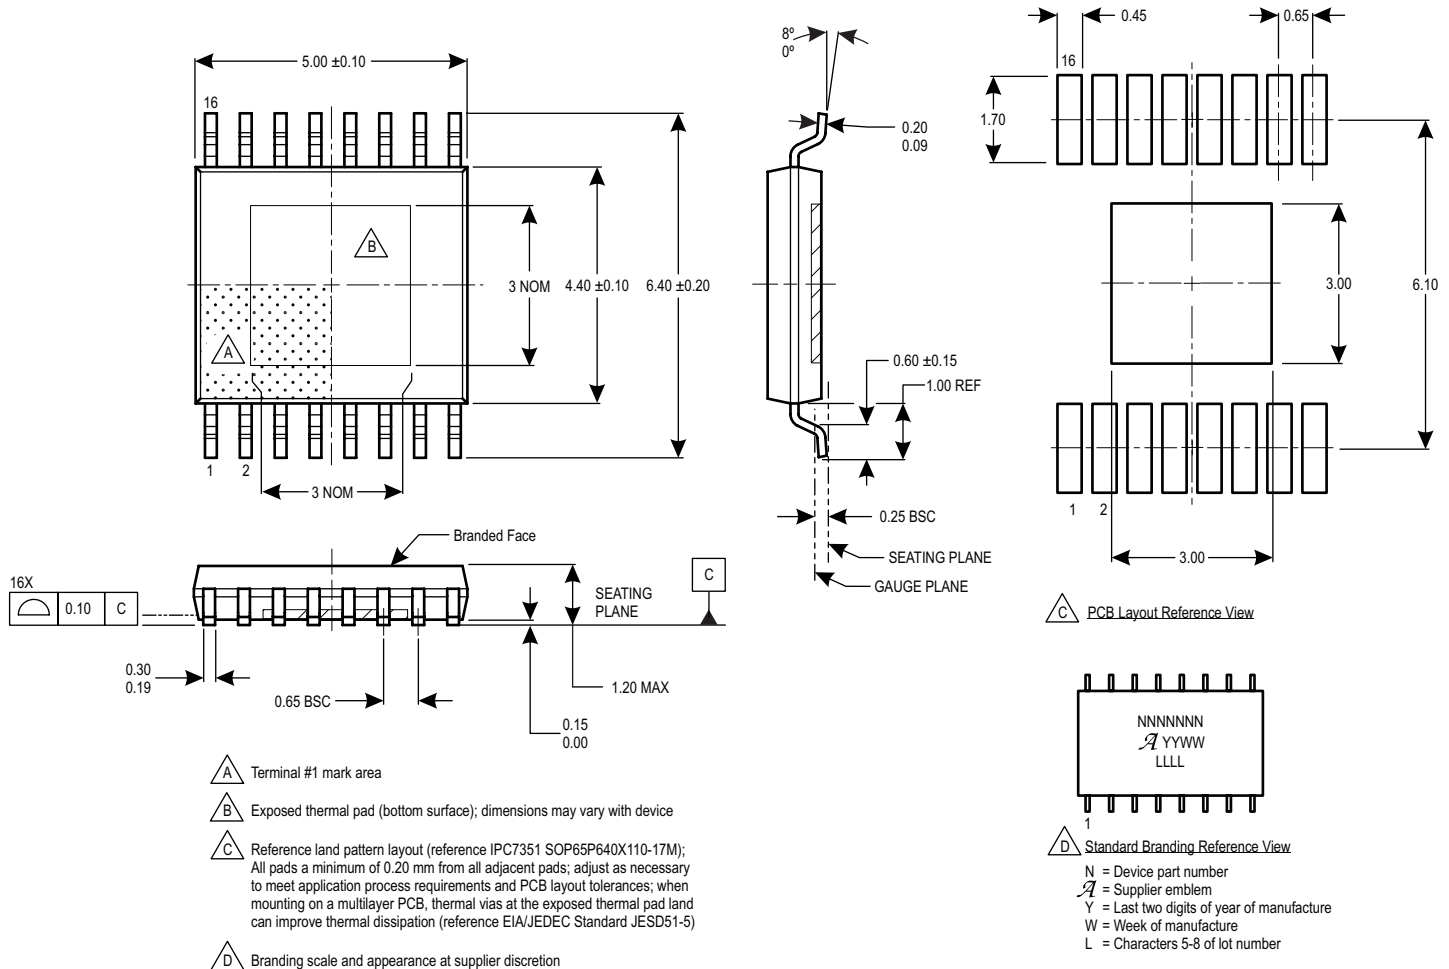 5.00 ±0.10
16
B
A
3 NOM
4.40 ±0.10
6.40 ±0.20
1
2
3 NOM
8º
0º
0.20
0.09
0.60 ±0.15
1.00 REF
0.25 BSC
SEATING PLANE
GAUGE PLANE
0.45
0.65
16
1.70
3.00
6.10
1
2
3.00
C
PCB Layout Reference View
Branded Face
16X
0.10
C
SEATING
PLANE
C
0.30
0.19
0.65 BSC
1.20 MAX
0.15
0.00
A Terminal #1 mark area
B Exposed thermal pad (bottom surface); dimensions may vary with device
C Reference land pattern layout (reference IPC7351 SOP65P640X110-17M);
All pads a minimum of 0.20 mm from all adjacent pads; adjust as necessary
to meet application process requirements and PCB layout tolerances; when
mounting on a multilayer PCB, thermal vias at the exposed thermal pad land
can improve thermal dissipation (reference EIA/JEDEC Standard JESD51-5)
D Branding scale and appearance at supplier discretion
NNNNNNN
A YYWW
LLLL
1
D Standard Branding Reference View
N = Device part number
A = Supplier emblem
Y = Last two digits of year of manufacture
W = Week of manufacture
L = Characters 5-8 of lot number